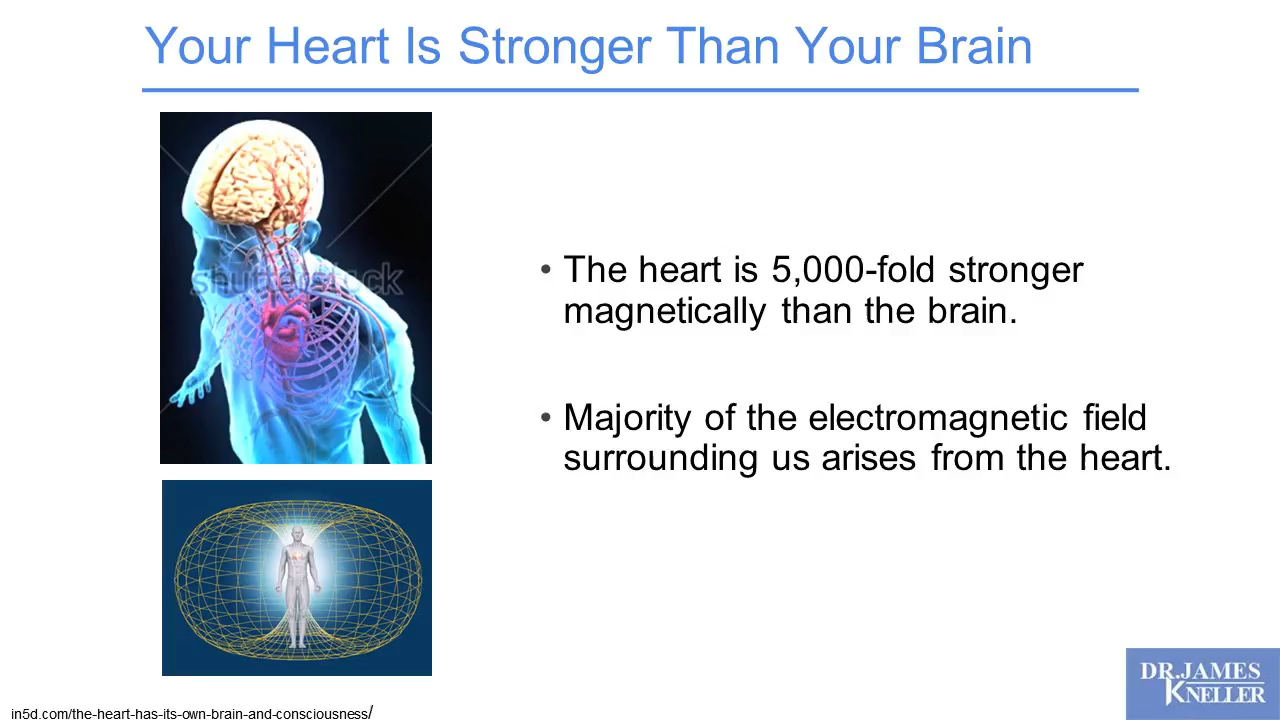 Your Heart Is Stronger Than Your Brain
shutterstock
• The heart is 5,000-fold stronger
magnetically than the brain.
• Majority of the electromagnetic field
surrounding us arises from the heart.
DR.JAMES
KNELLER
in5d.com/the-heart-has-its-own-brain-and-consciousness/